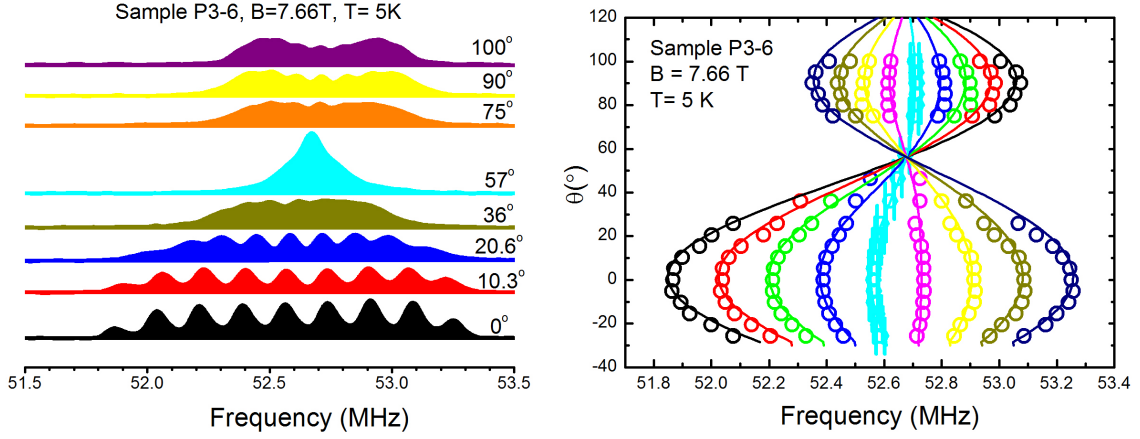 Sample P3-6, B=7.66T, T= 5K
100°
90°
75°
57°
36°
20.6°
10.3°
0°
51.5 52.0 52.5 53.0 53.5
Frequency (MHz)
Sample P3-6
B = 7.66 T
T= 5 K
120
100
80
60
40
20
0
-20
-40
θ(°)
51.8 52.0 52.2 52.4 52.6 52.8 53.0 53.2 53.4
Frequency (MHz)